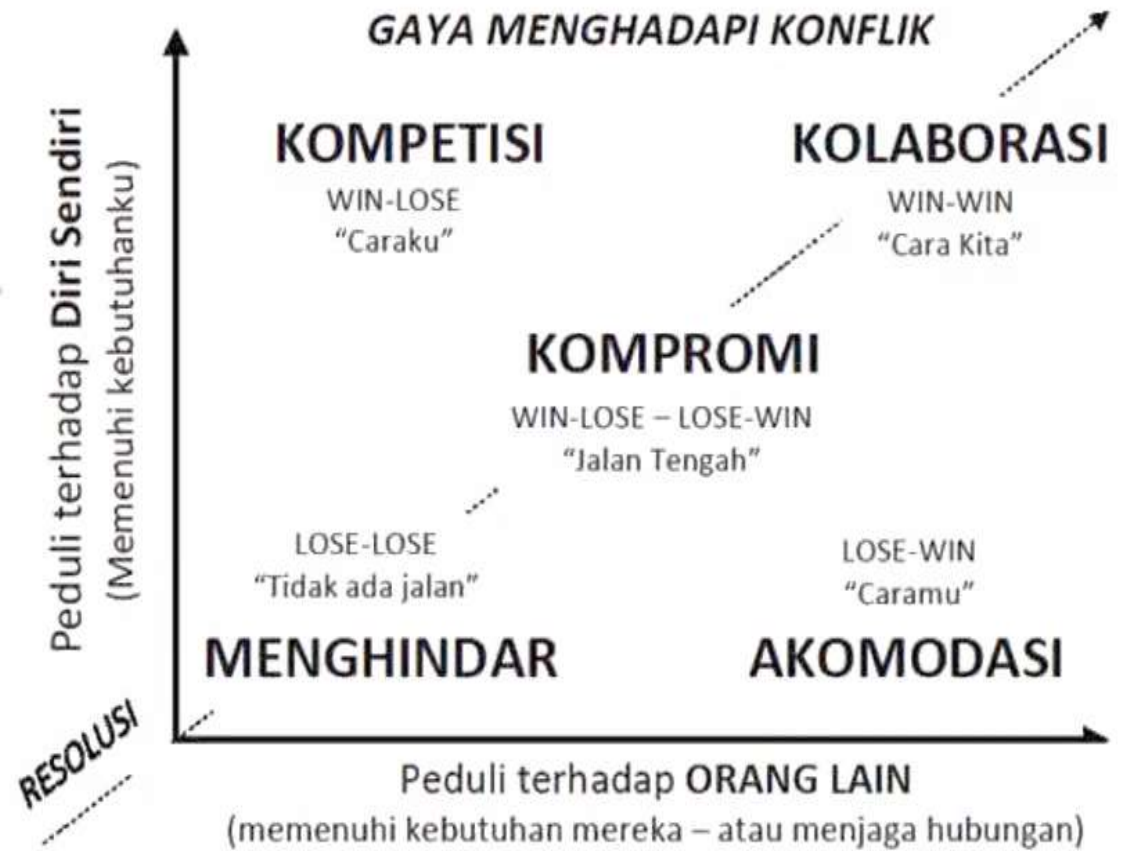 GAYA MENGHADAPI KONFLIK
Peduli terhadap Diri Sendiri
(Memenuhi kebutuhanku)
KOMPETISI
WIN-LOSE
"Caraku"
KOLABORASI
WIN-WIN
"Cara Kita"
KOMPROMI
WIN-LOSE – LOSE-WIN
"Jalan Tengah"
LOSE-LOSE
"Tidak ada jalan"
MENGHINDAR
LOSE-WIN
"Caramu"
AKOMODASI
RESOLUSI
Peduli terhadap ORANG LAIN
(memenuhi kebutuhan mereka – atau menjaga hubungan)